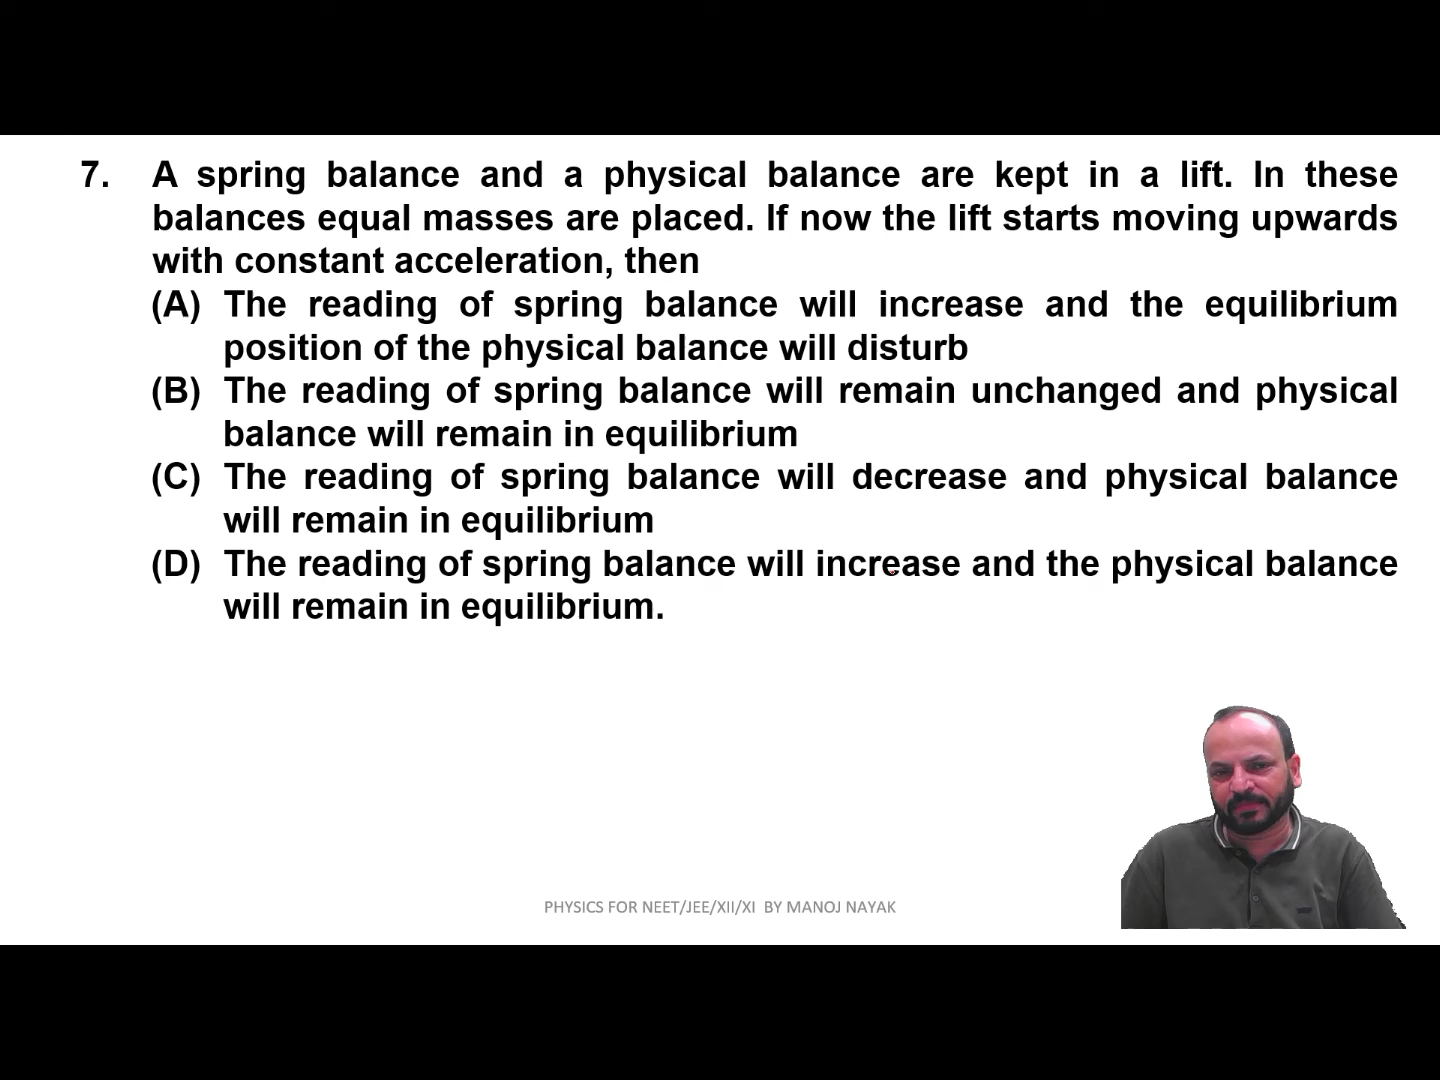 7. A spring balance and a physical balance are kept in a lift. In these
balances equal masses are placed. If now the lift starts moving upwards
with constant acceleration, then
(A) The reading of spring balance will increase and the equilibrium
position of the physical balance will disturb
(B) The reading of spring balance will remain unchanged and physical
balance will remain in equilibrium
(C) The reading of spring balance will decrease and physical balance
will remain in equilibrium
(D) The reading of spring balance will increase and the physical balance
will remain in equilibrium.
PHYSICS FOR NEET/JEE/XII/XI BY MANOJ NAYAK